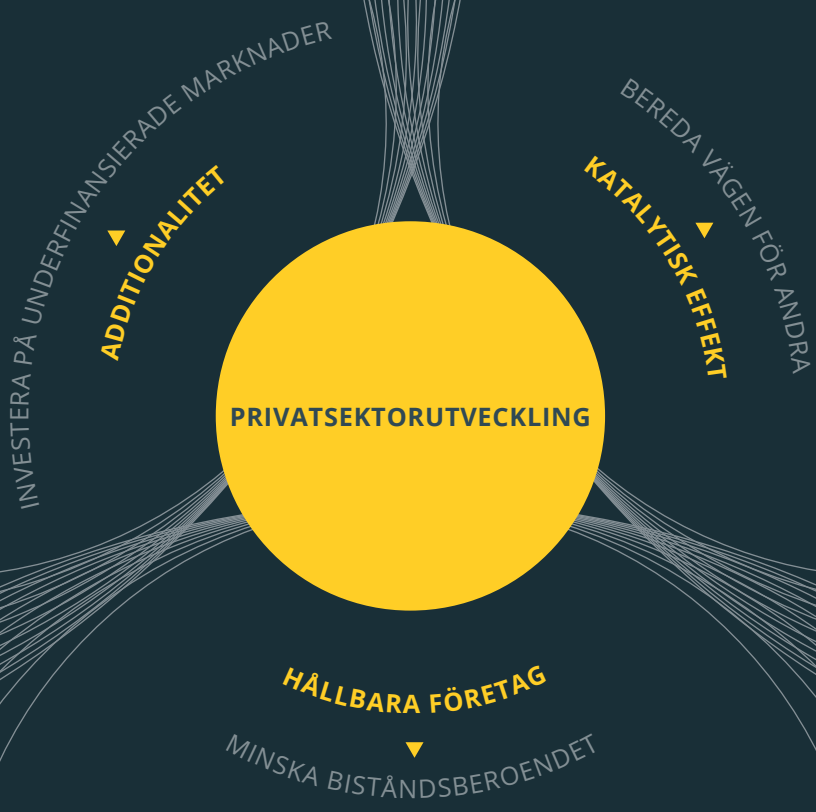 INVESTERA PÅ UNDERFINANSIERADE MARKNADER
ADDITIONALITET
BEREDA VÄGEN FÖR ANDRA
KATALYTISK EFFEKT
PRIVATSEKTORUTVECKLING
HÅLLBARA FÖRETAG
MINSKA BISTÅNDSBEROENDET